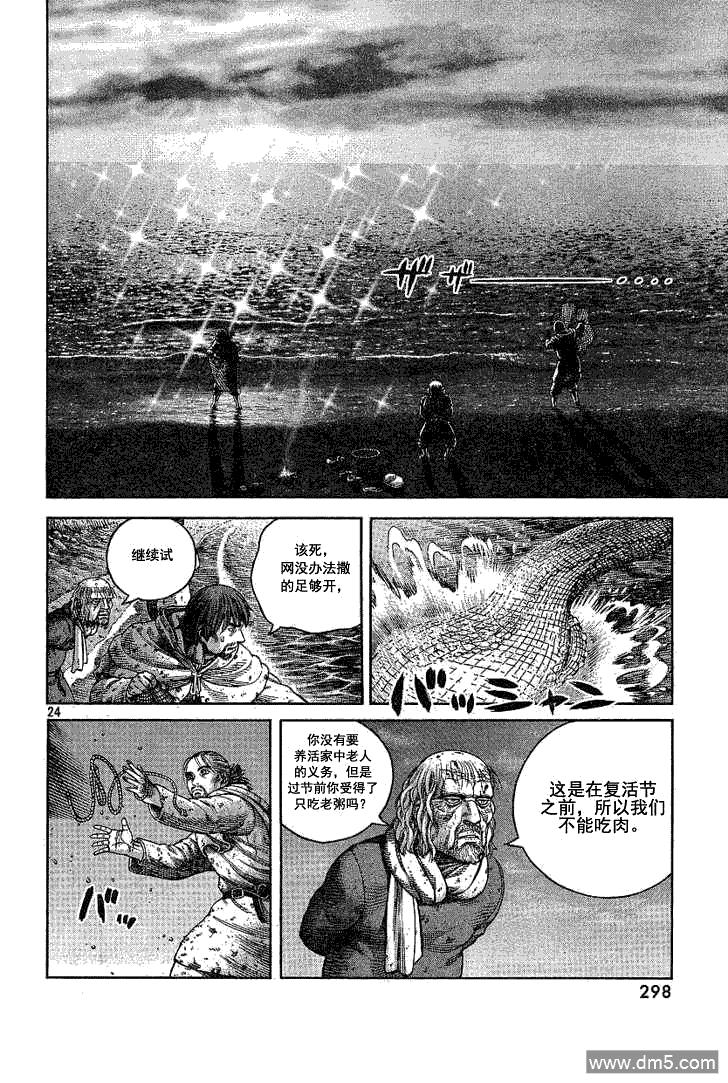 ザザ
該死，
网没办法撒
的足够开，
继续试
バッシャン
24
这是在复活节
之前，所以我们
不能吃肉。
你没有要
养活家中老人
的义务，但是
过节前你受得了
只吃老粥吗？
バッ
298
www.dm5.com